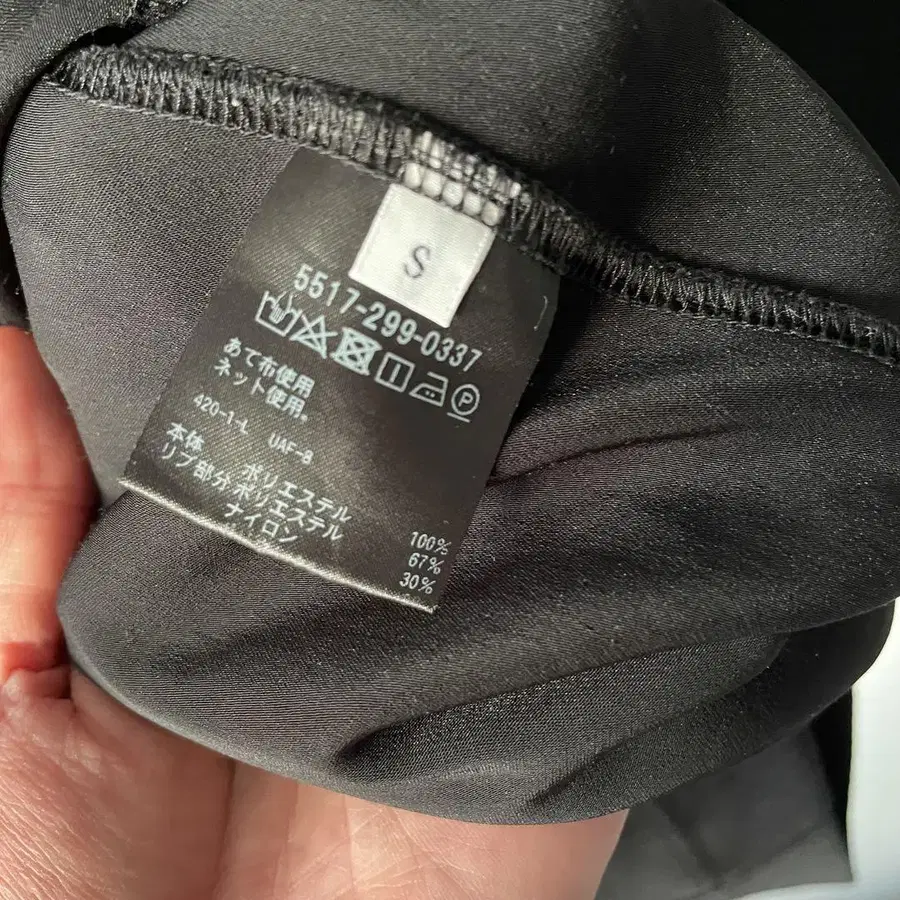 S
5517-299-0337
P
あて布使用
ネット使用。
420-1-L UAF-8
本体 ポリエステル 100%
リブ部分ポリエステル 67%
ナイロン 30%